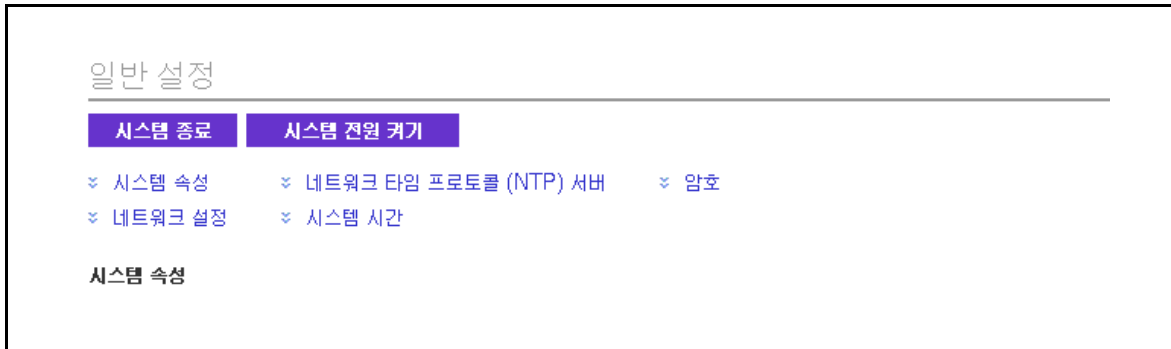 일반 설정
시스템 종료 시스템 전원 켜기
시스템 속성 네트워크 타임 프로토콜 (NTP) 서버 암호
네트워크 설정 시스템 시간
시스템 속성